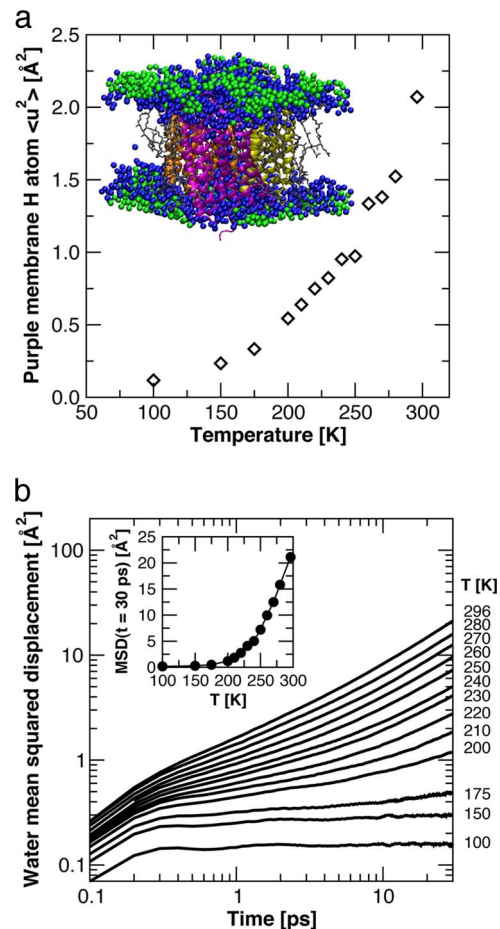 a
Purple membrane H atom <u²> [Å²]
2.5
2.0
1.5
1.0
0.5
0.0
50 100 150 200 250 300
Temperature [K]
b
Water mean squared displacement [Å²]
100
10
1
0.1
MSD(t = 30 ps) [Å²]
25
20
15
10
5
0
100 150 200 250 300
T [K]
T [K]
296
280
270
260
250
240
230
220
210
200
175
150
100
0.1 1 10
Time [ps]